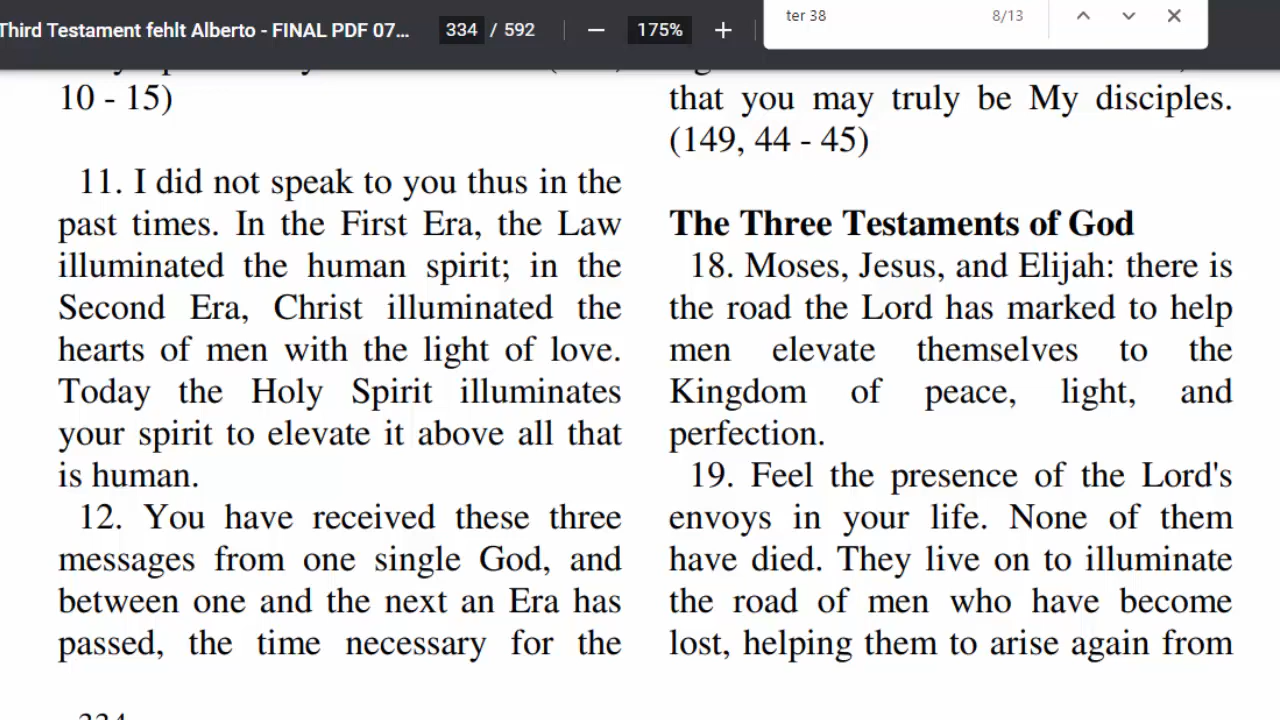 Third Testament fehlt Alberto - FINAL PDF 07...
334 / 592
175%
ter 38
8/13
10 - 15)
11. I did not speak to you thus in the
past times. In the First Era, the Law
illuminated the human spirit; in the
Second Era, Christ illuminated the
hearts of men with the light of love.
Today the Holy Spirit illuminates
your spirit to elevate it above all that
is human.
12. You have received these three
messages from one single God, and
between one and the next an Era has
passed, the time necessary for the
that you may truly be My disciples.
(149, 44 - 45)
The Three Testaments of God
18. Moses, Jesus, and Elijah: there is
the road the Lord has marked to help
men elevate themselves to the
Kingdom of peace, light, and
perfection.
19. Feel the presence of the Lord's
envoys in your life. None of them
have died. They live on to illuminate
the road of men who have become
lost, helping them to arise again from
334